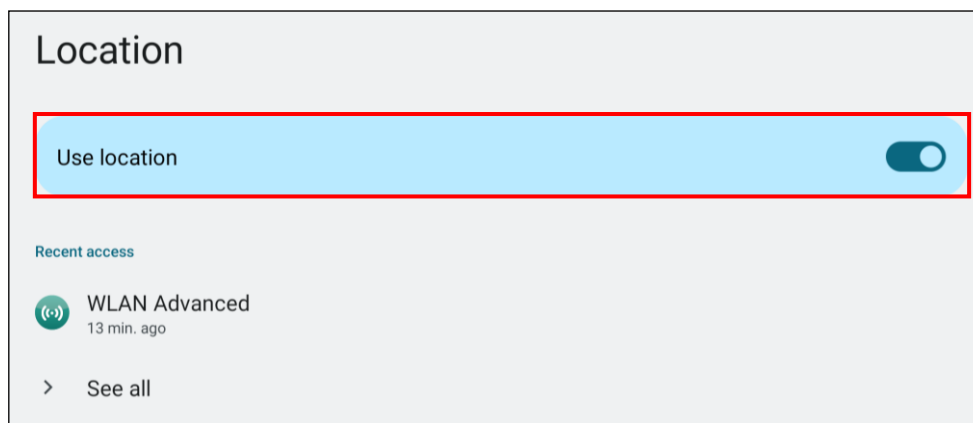 Location
Use location
Recent access
WLAN Advanced
13 min. ago
See all